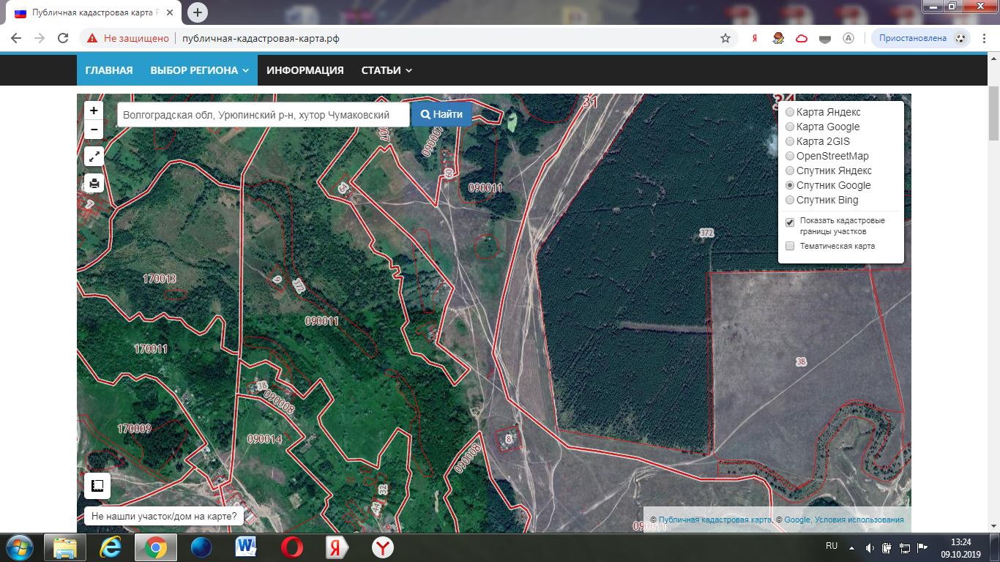 Публичная кадастровая карта Р
Не защищено
публичная-кадастровая-карта.рф
Я
A
Приостановлена
ГЛАВНАЯ ВЫБОР РЕГИОНА ИНФОРМАЦИЯ СТАТЬИ
+
−
Волгоградская обл, Урюпинский р-н, хутор Чумаковский
Найти
31
34
Карта Яндекс
Карта Google
Карта 2GIS
OpenStreetMap
Спутник Яндекс
Спутник Google
Спутник Bing
Показать кадастровые
границы участков
Тематическая карта
60
64
090011
7
372
170013
9
372
090011
170011
38
38
090008
170009
090014
8
090008
32
44
Не нашли участок/дом на карте?
© Публичная кадастровая карта, © Google, Условия использования
090011
RU
13:24
09.10.2019